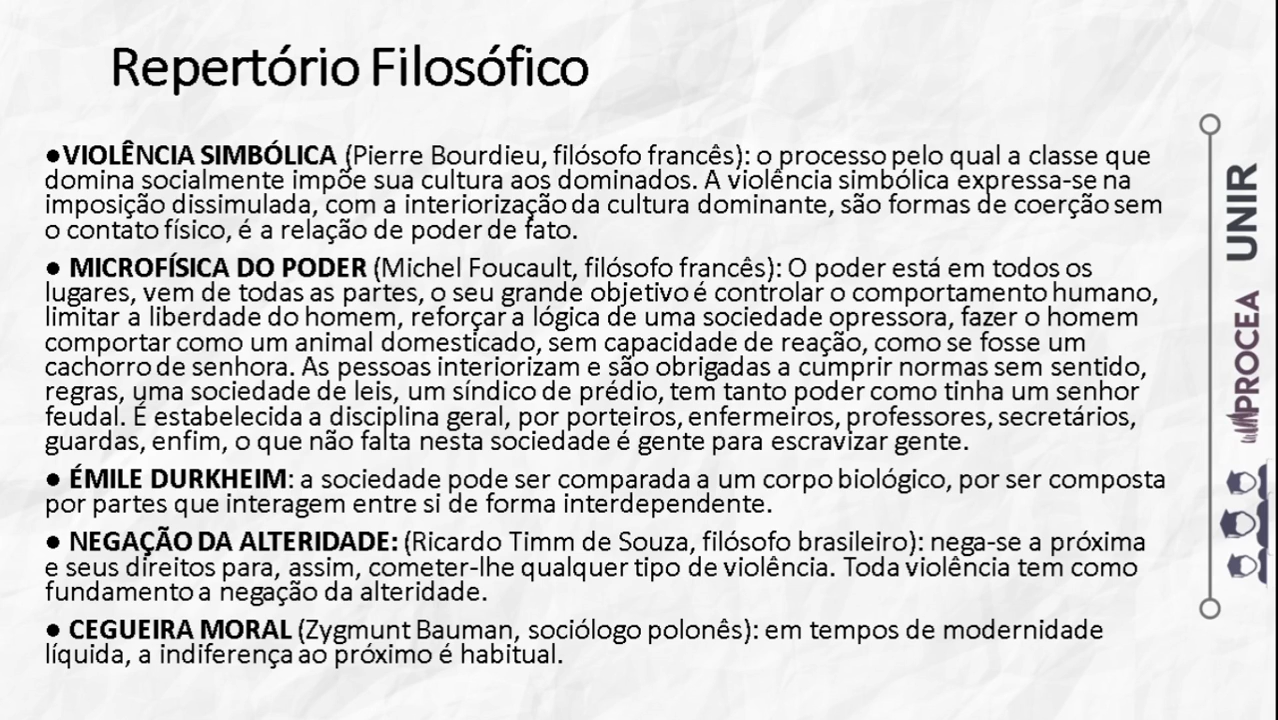 Repertório Filosófico
●VIOLÊNCIA SIMBÓLICA (Pierre Bourdieu, filósofo francês): o processo pelo qual a classe que
domina socialmente impõe sua cultura aos dominados. A violência simbólica expressa-se na
imposição dissimulada, com a interiorização da cultura dominante, são formas de coerção sem
o contato físico, é a relação de poder de fato.
● MICROFÍSICA DO PODER (Michel Foucault, filósofo francês): O poder está em todos os
lugares, vem de todas as partes, o seu grande objetivo é controlar o comportamento humano,
limitar a liberdade do homem, reforçar a lógica de uma sociedade opressora, fazer o homem
comportar como um animal domesticado, sem capacidade de reação, como se fosse um
cachorro de senhora. As pessoas interiorizam e são obrigadas a cumprir normas sem sentido,
regras, uma sociedade de leis, um síndico de prédio, tem tanto poder como tinha um senhor
feudal. É estabelecida a disciplina geral, por porteiros, enfermeiros, professores, secretários,
guardas, enfim, o que não falta nesta sociedade é gente para escravizar gente.
● ÉMILE DURKHEIM: a sociedade pode ser comparada a um corpo biológico, por ser composta
por partes que interagem entre si de forma interdependente.
● NEGAÇÃO DA ALTERIDADE: (Ricardo Timm de Souza, filósofo brasileiro): nega-se a próxima
e seus direitos para, assim, cometer-lhe qualquer tipo de violência. Toda violência tem como
fundamento a negação da alteridade.
● CEGUEIRA MORAL (Zygmunt Bauman, sociólogo polonês): em tempos de modernidade
líquida, a indiferença ao próximo é habitual.
UNIR
PROCEA